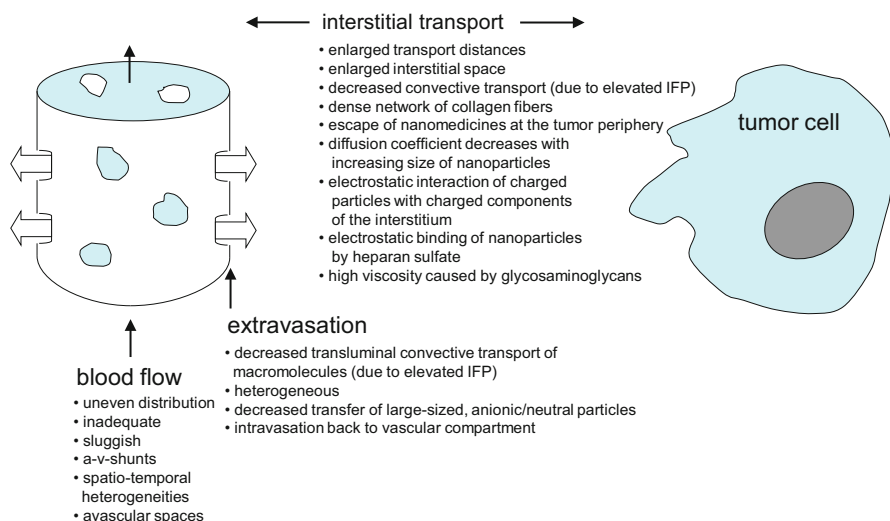 interstitial transport
• enlarged transport distances
• enlarged interstitial space
• decreased convective transport (due to elevated IFP)
• dense network of collagen fibers
• escape of nanomedicines at the tumor periphery
• diffusion coefficient decreases with
increasing size of nanoparticles
• electrostatic interaction of charged
particles with charged components
of the interstitium
• electrostatic binding of nanoparticles
by heparan sulfate
• high viscosity caused by glycosaminoglycans
tumor cell
extravasation
• decreased transluminal convective transport of
macromolecules (due to elevated IFP)
• heterogeneous
• decreased transfer of large-sized, anionic/neutral particles
• intravasation back to vascular compartment
blood flow
• uneven distribution
• inadequate
• sluggish
• a-v-shunts
• spatio-temporal
heterogeneities
• avascular spaces